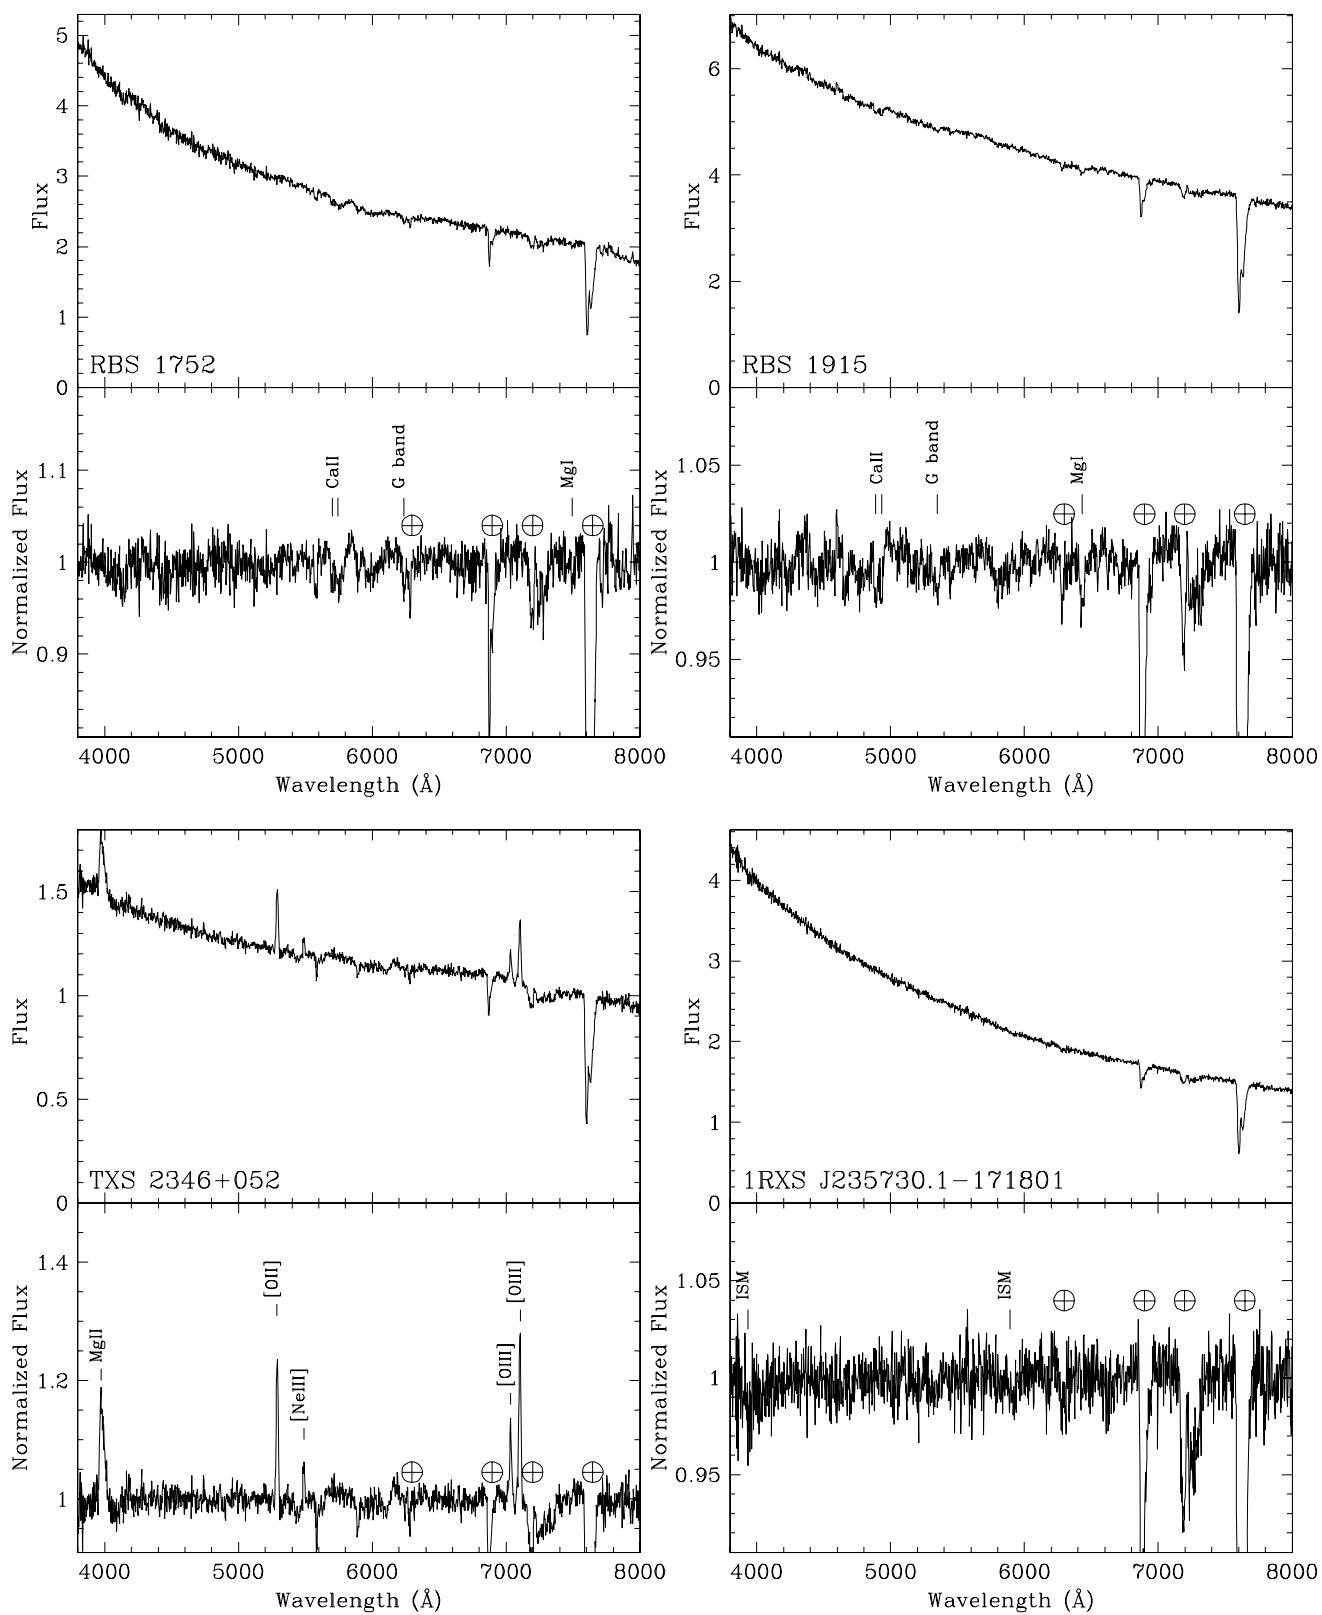 5
4
3
2
1
0
Flux
RBS 1752
6
4
2
0
Flux
RBS 1915
1.1
1
0.9
Normalized Flux
CaII
G band
MgI
4000 5000 6000 7000 8000
Wavelength (Å)
1.05
1
0.95
Normalized Flux
CaII
G band
MgI
4000 5000 6000 7000 8000
Wavelength (Å)
1.5
1
0.5
0
Flux
TXS 2346+052
4
3
2
1
0
Flux
1RXS J235730.1−171801
1.4
1.2
1
Normalized Flux
MgII
[OII]
[NeIII]
[OIII]
[OIII]
4000 5000 6000 7000 8000
Wavelength (Å)
1.05
1
0.95
Normalized Flux
ISM
ISM
4000 5000 6000 7000 8000
Wavelength (Å)